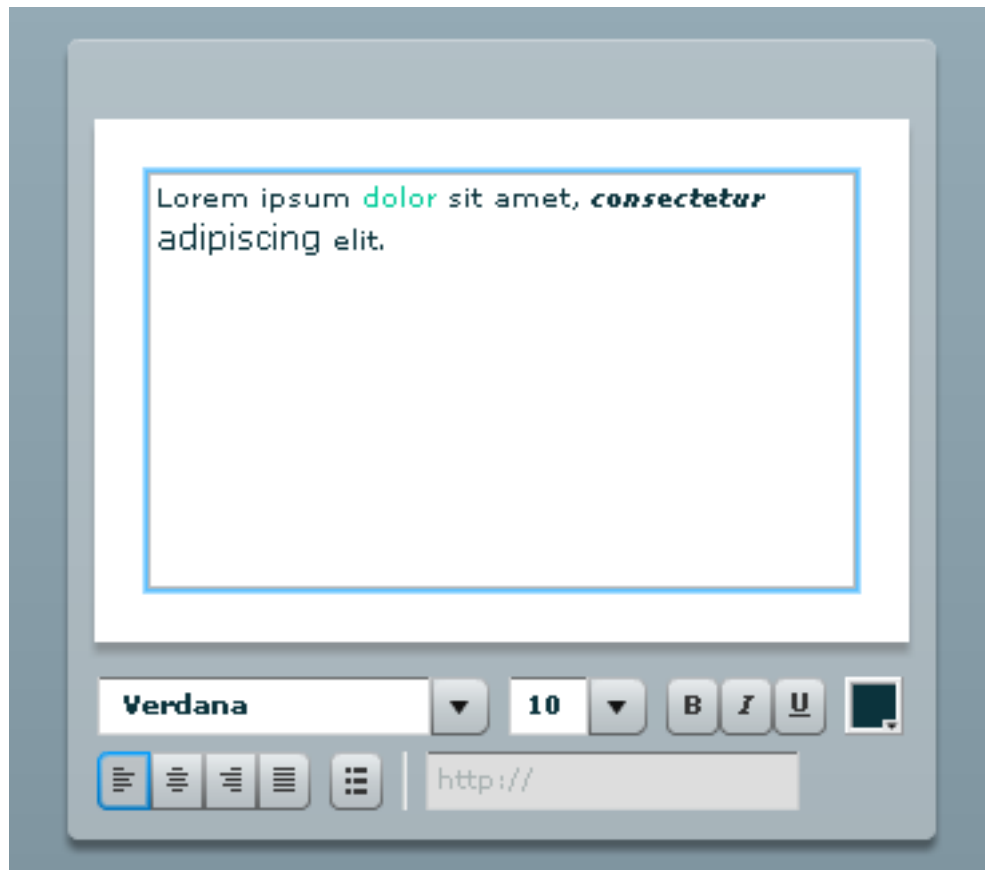 Lorem ipsum dolor sit amet, consectetur
adipiscing elit.
Verdana 10 B I U
http://